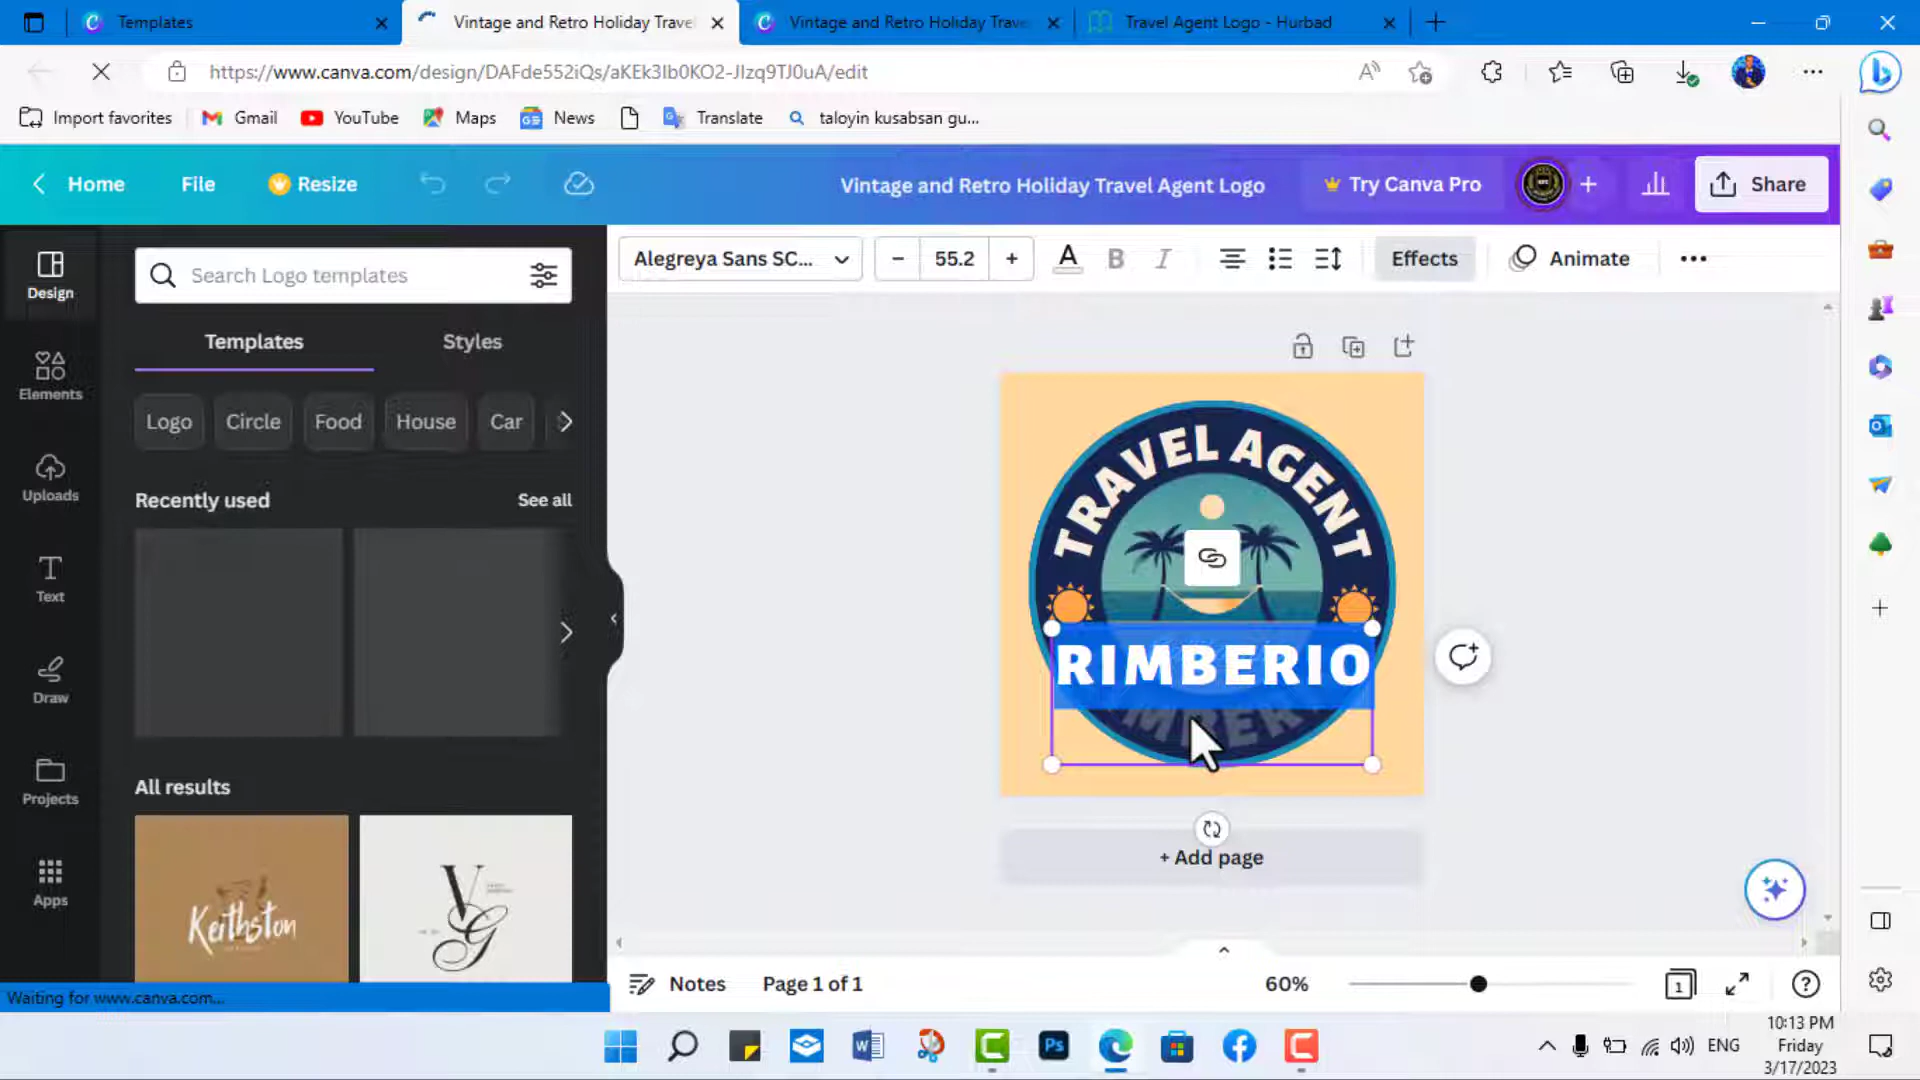 Templates
Vintage and Retro Holiday Travel
Vintage and Retro Holiday Trave
Travel Agent Logo - Hurbad
https://www.canva.com/design/DAFde552iQs/aKEk3Ib0KO2-JIzq9TJ0uA/edit
Import favorites
Gmail
YouTube
Maps
News
Translate
taloyin kusabsan gu...
Home
File
Resize
Vintage and Retro Holiday Travel Agent Logo
Try Canva Pro
Share
Design
Elements
Uploads
Text
Draw
Projects
Apps
Search Logo templates
Templates
Styles
Logo
Circle
Food
House
Car
Recently used
See all
All results
Keithston
VG
Alegreya Sans SC...
55.2
A
B
I
Effects
Animate
TRAVEL AGENT
RIMBERIO
+ Add page
Notes
Page 1 of 1
60%
1
Waiting for www.canva.com...
Ps
ENG
10:13 PM
Friday
3/17/2023